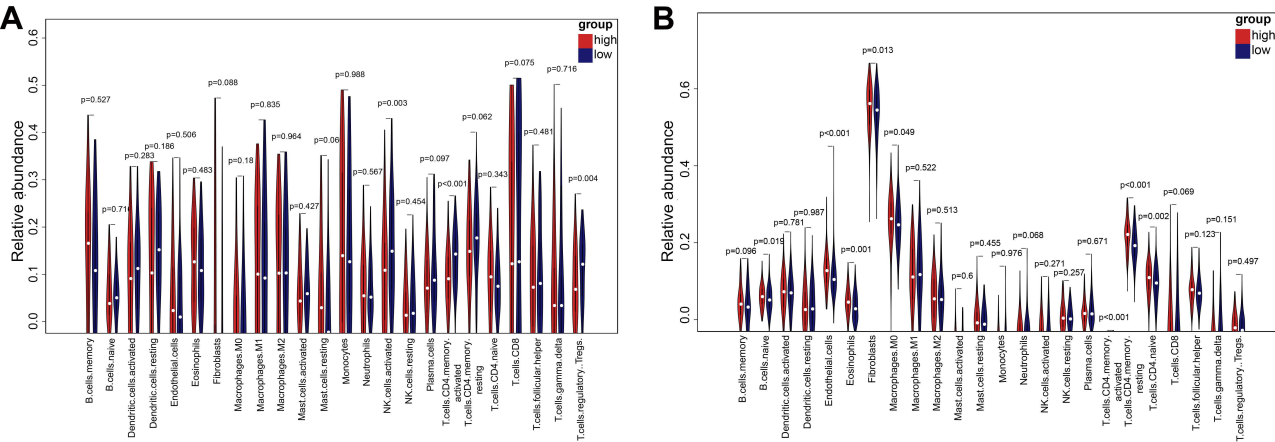 A
Relative abundance
0.0
0.1
0.2
0.3
0.4
0.5
0.6
group
high
low
p=0.527
p=0.716
p=0.283
p=0.186
p=0.506
p=0.483
p=0.088
p=0.18
p=0.835
p=0.964
p=0.427
p=0.06
p=0.988
p=0.567
p=0.003
p=0.454
p=0.097
p<0.001
p=0.062
p=0.343
p=0.075
p=0.481
p=0.716
p=0.004
B.cells.memory
B.cells.naive
Dendritic.cells.activated
Dendritic.cells.resting
Endothelial.cells
Eosinophils
Fibroblasts
Macrophages.M0
Macrophages.M1
Macrophages.M2
Mast.cells.activated
Mast.cells.resting
Monocytes
Neutrophils
NK.cells.activated
NK.cells.resting
Plasma.cells
T.cells.CD4.memory.
activated
T.cells.CD4.memory.
resting
T.cells.CD4.naive
T.cells.CD8
T.cells.follicular.helper
T.cells.gamma.delta
T.cells.regulatory..Tregs.
B
Relative abundance
0.0
0.2
0.4
0.6
group
high
low
p=0.096
p=0.019
p=0.781
p=0.987
p<0.001
p=0.001
p=0.013
p=0.049
p=0.522
p=0.513
p=0.6
p=0.455
p=0.976
p=0.068
p=0.271
p=0.257
p=0.671
p<0.001
p<0.001
p=0.002
p=0.069
p=0.123
p=0.151
p=0.497
B.cells.memory
B.cells.naive
Dendritic.cells.activated
Dendritic.cells.resting
Endothelial.cells
Eosinophils
Fibroblasts
Macrophages.M0
Macrophages.M1
Macrophages.M2
Mast.cells.activated
Mast.cells.resting
Monocytes
Neutrophils
NK.cells.activated
NK.cells.resting
Plasma.cells
T.cells.CD4.memory.
activated
T.cells.CD4.memory.
resting
T.cells.CD4.naive
T.cells.CD8
T.cells.follicular.helper
T.cells.gamma.delta
T.cells.regulatory..Tregs.